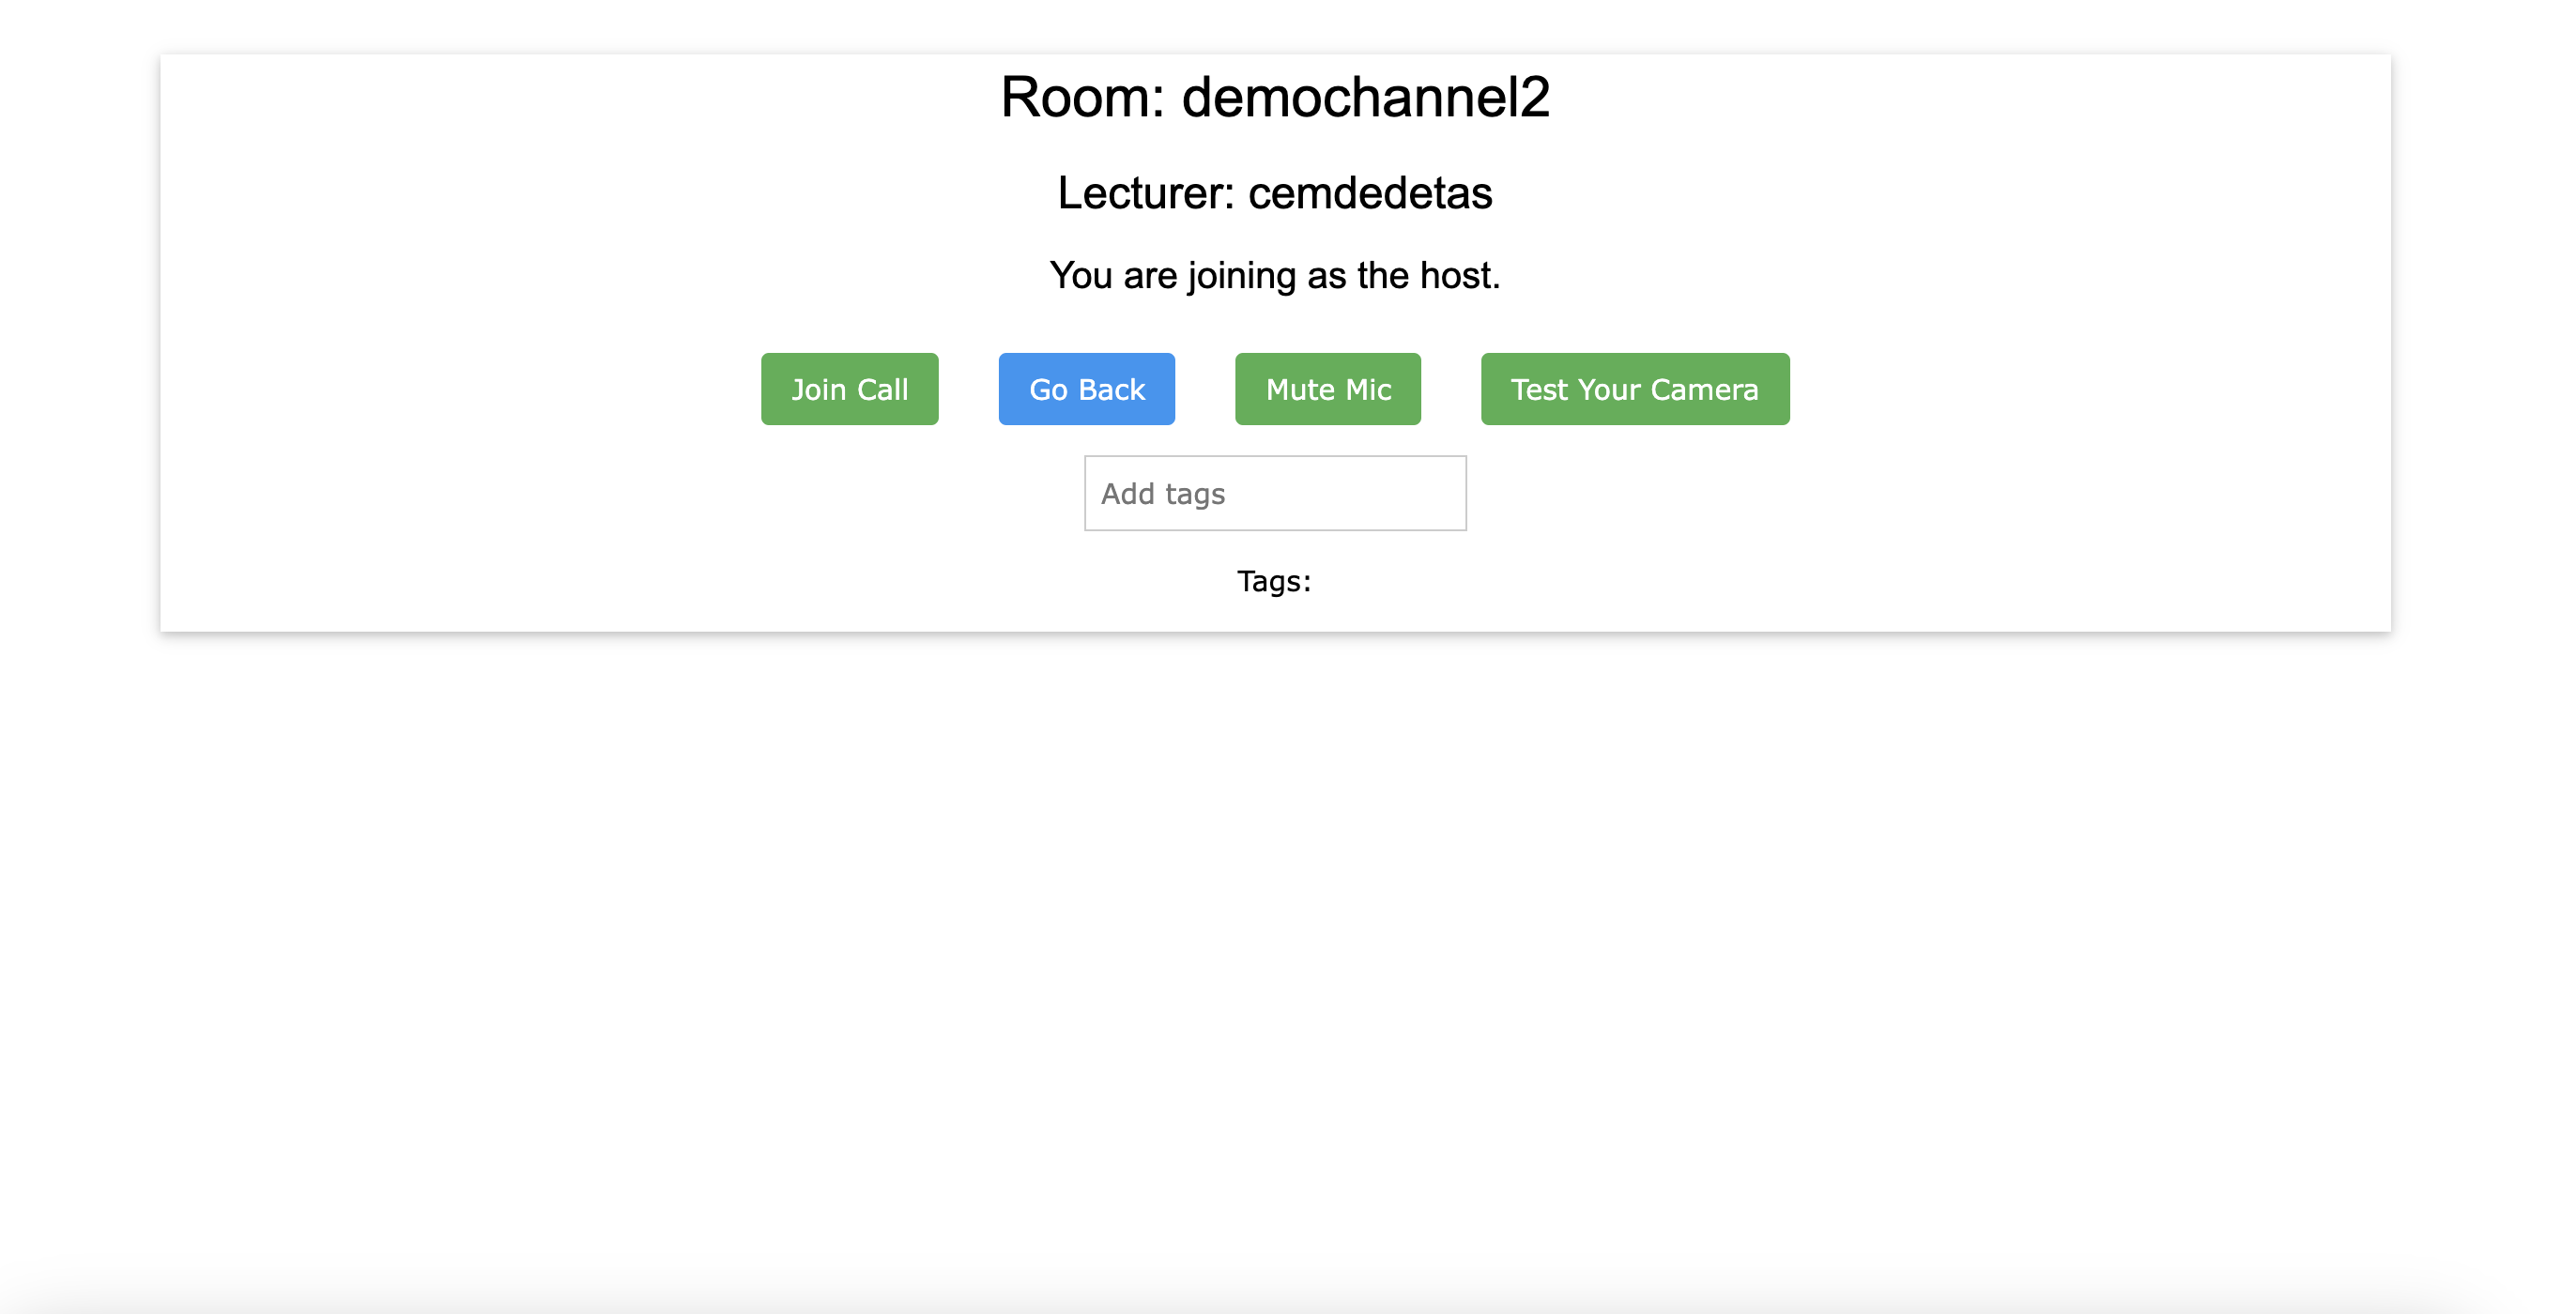 Room: demochannel2
Lecturer: cemdedetas
You are joining as the host.
Join Call Go Back Mute Mic Test Your Camera
Add tags
Tags: